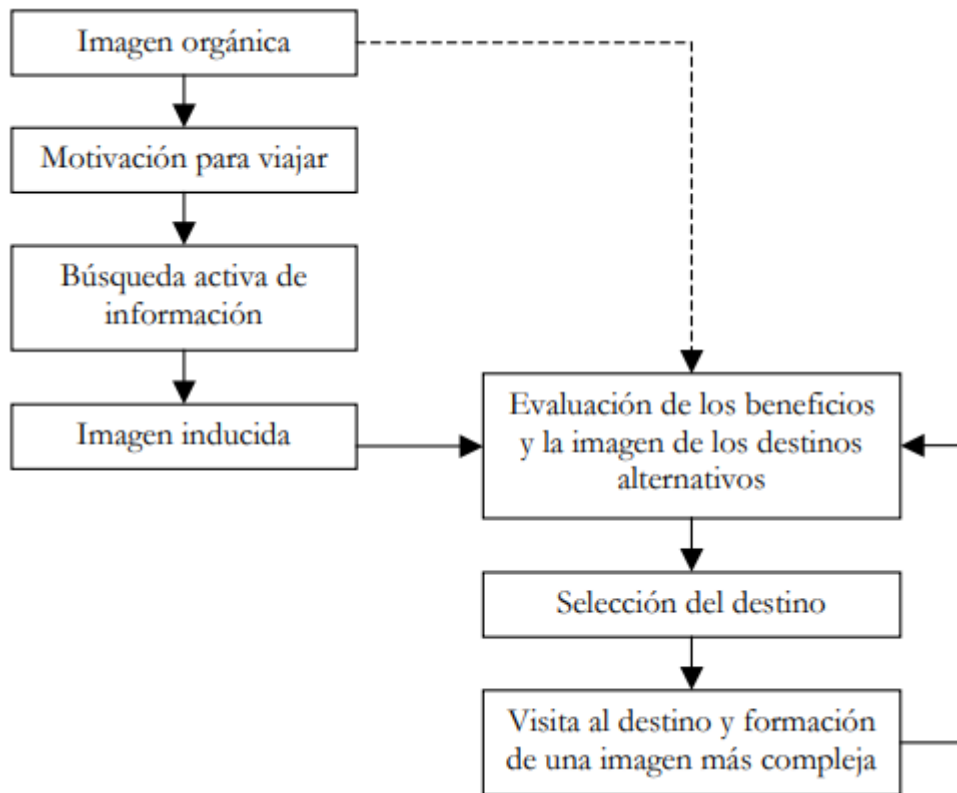 Imagen orgánica
Motivación para viajar
Búsqueda activa de
información
Imagen inducida
Evaluación de los beneficios
y la imagen de los destinos
alternativos
Selección del destino
Visita al destino y formación
de una imagen más compleja